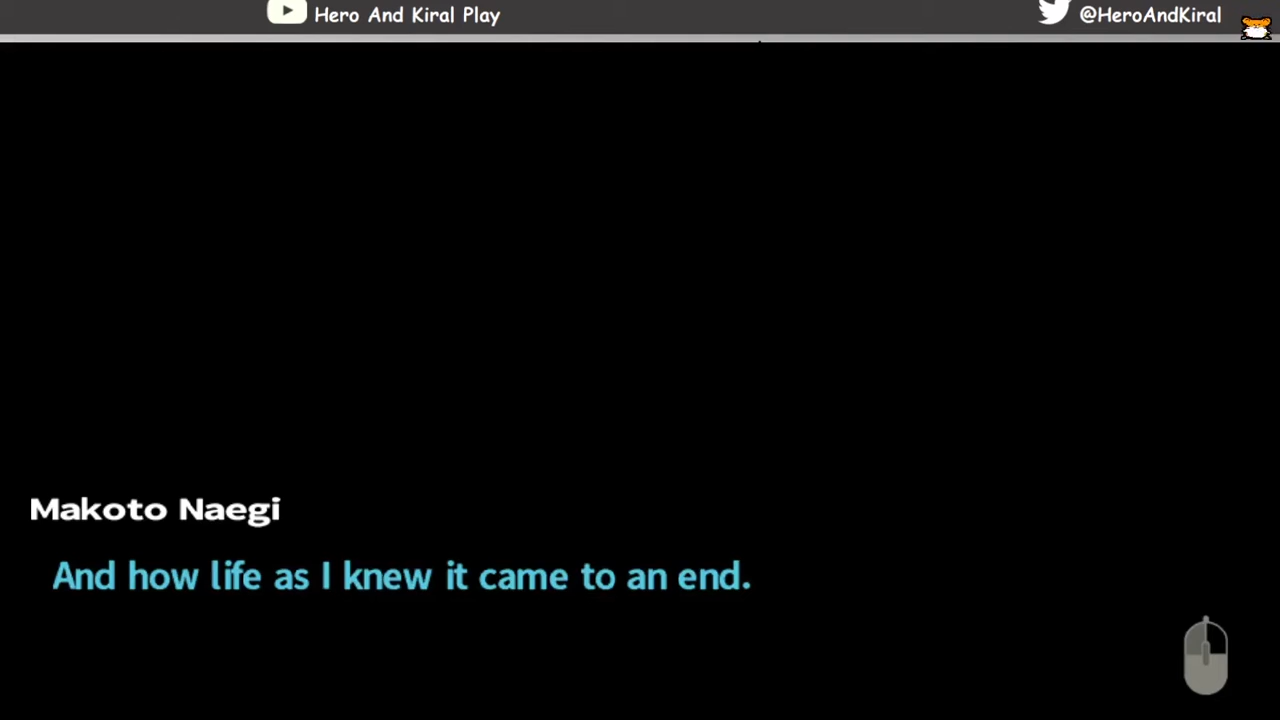 Hero And Kiral Play
@HeroAndKiral
Makoto Naegi
And how life as I knew it came to an end.